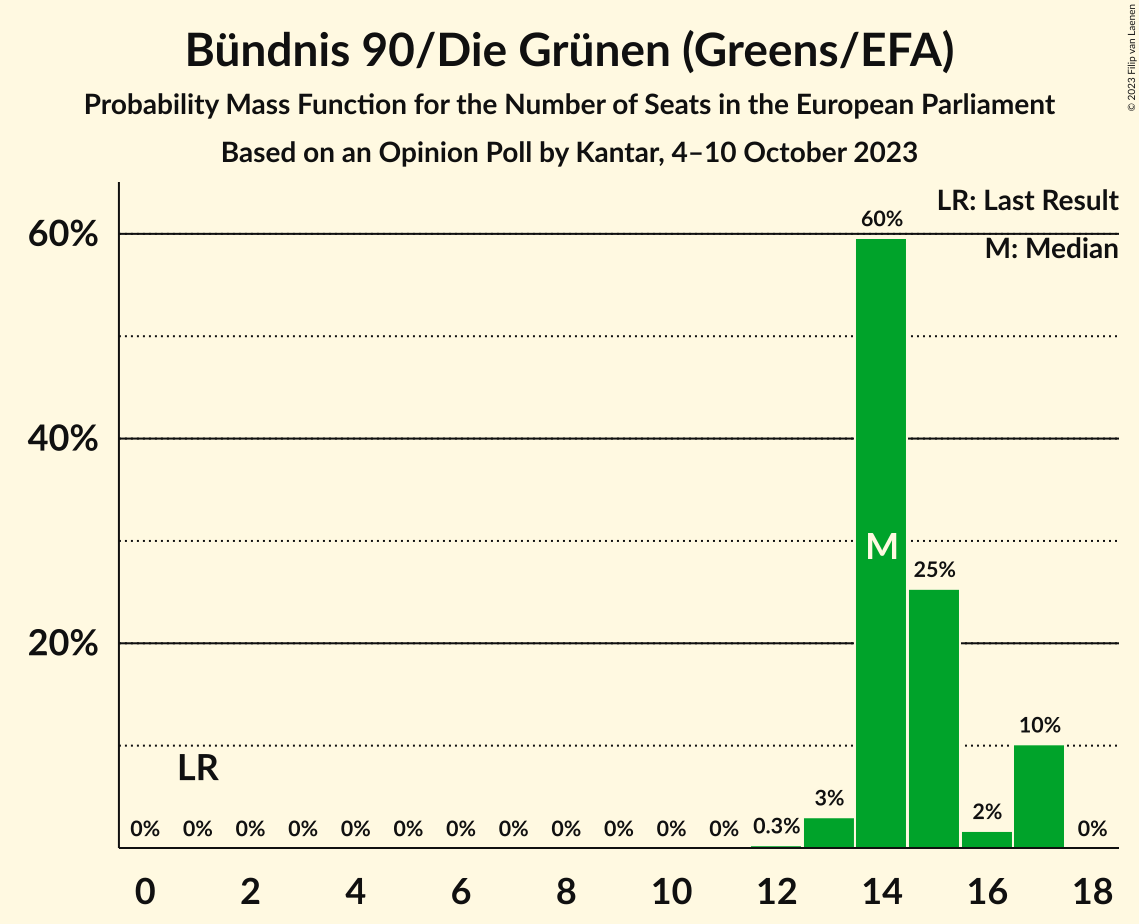 Bündnis 90/Die Grünen (Greens/EFA)
Probability Mass Function for the Number of Seats in the European Parliament
Based on an Opinion Poll by Kantar, 4–10 October 2023
© 2023 Filip van Laenen
LR: Last Result
M: Median
60%
40%
20%
LR
M
0% 0% 0% 0% 0% 0% 0% 0% 0% 0% 0% 0% 0.3% 3% 60% 25% 2% 10% 0%
0 2 4 6 8 10 12 14 16 18